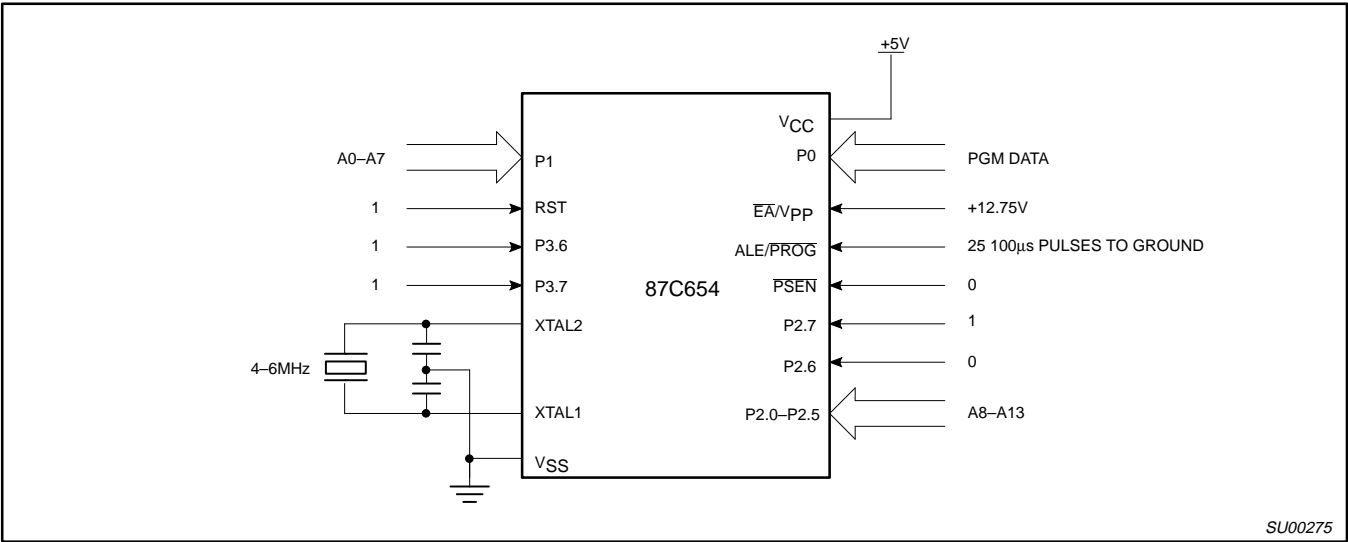 +5V
VCC
A0–A7
P1
P0
PGM DATA
1
RST
EA/VPP
+12.75V
1
P3.6
ALE/PROG
25 100µs PULSES TO GROUND
1
P3.7
87C654
PSEN
0
XTAL2
P2.7
1
4–6MHz
P2.6
0
XTAL1
P2.0–P2.5
A8–A13
VSS
SU00275